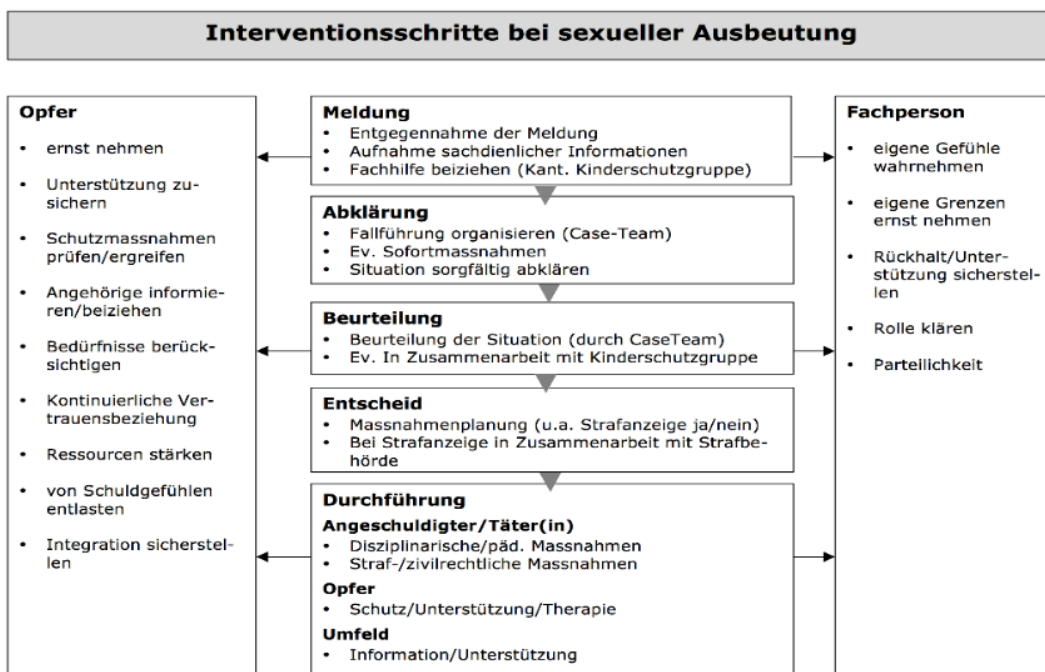 Interventionsschritte bei sexueller Ausbeutung
Opfer
• ernst nehmen
• Unterstützung zu-
sichern
• Schutzmassnahmen
prüfen/ergreifen
• Angehörige informie-
ren/beiziehen
• Bedürfnisse berück-
sichtigen
• Kontinuierliche Ver-
trauensbeziehung
• Ressourcen stärken
• von Schuldgefühlen
entlasten
• Integration sicherstel-
len
Meldung
• Entgegennahme der Meldung
• Aufnahme sachdienlicher Informationen
• Fachhilfe beiziehen (Kant. Kinderschutzgruppe)
Abklärung
• Fallführung organisieren (Case-Team)
• Ev. Sofortmassnahmen
• Situation sorgfältig abklären
Beurteilung
• Beurteilung der Situation (durch CaseTeam)
• Ev. In Zusammenarbeit mit Kinderschutzgruppe
Entscheid
• Massnahmenplanung (u.a. Strafanzeige ja/nein)
• Bei Strafanzeige in Zusammenarbeit mit Strafbe-
hörde
Durchführung
Angeschuldigter/Täter(in)
• Disziplinarische/päd. Massnahmen
• Straf-/zivilrechtliche Massnahmen
Opfer
• Schutz/Unterstützung/Therapie
Umfeld
• Information/Unterstützung
Fachperson
• eigene Gefühle
wahrnehmen
• eigene Grenzen
ernst nehmen
• Rückhalt/Unter-
stützung sicherstel-
len
• Rolle klären
• Parteilichkeit